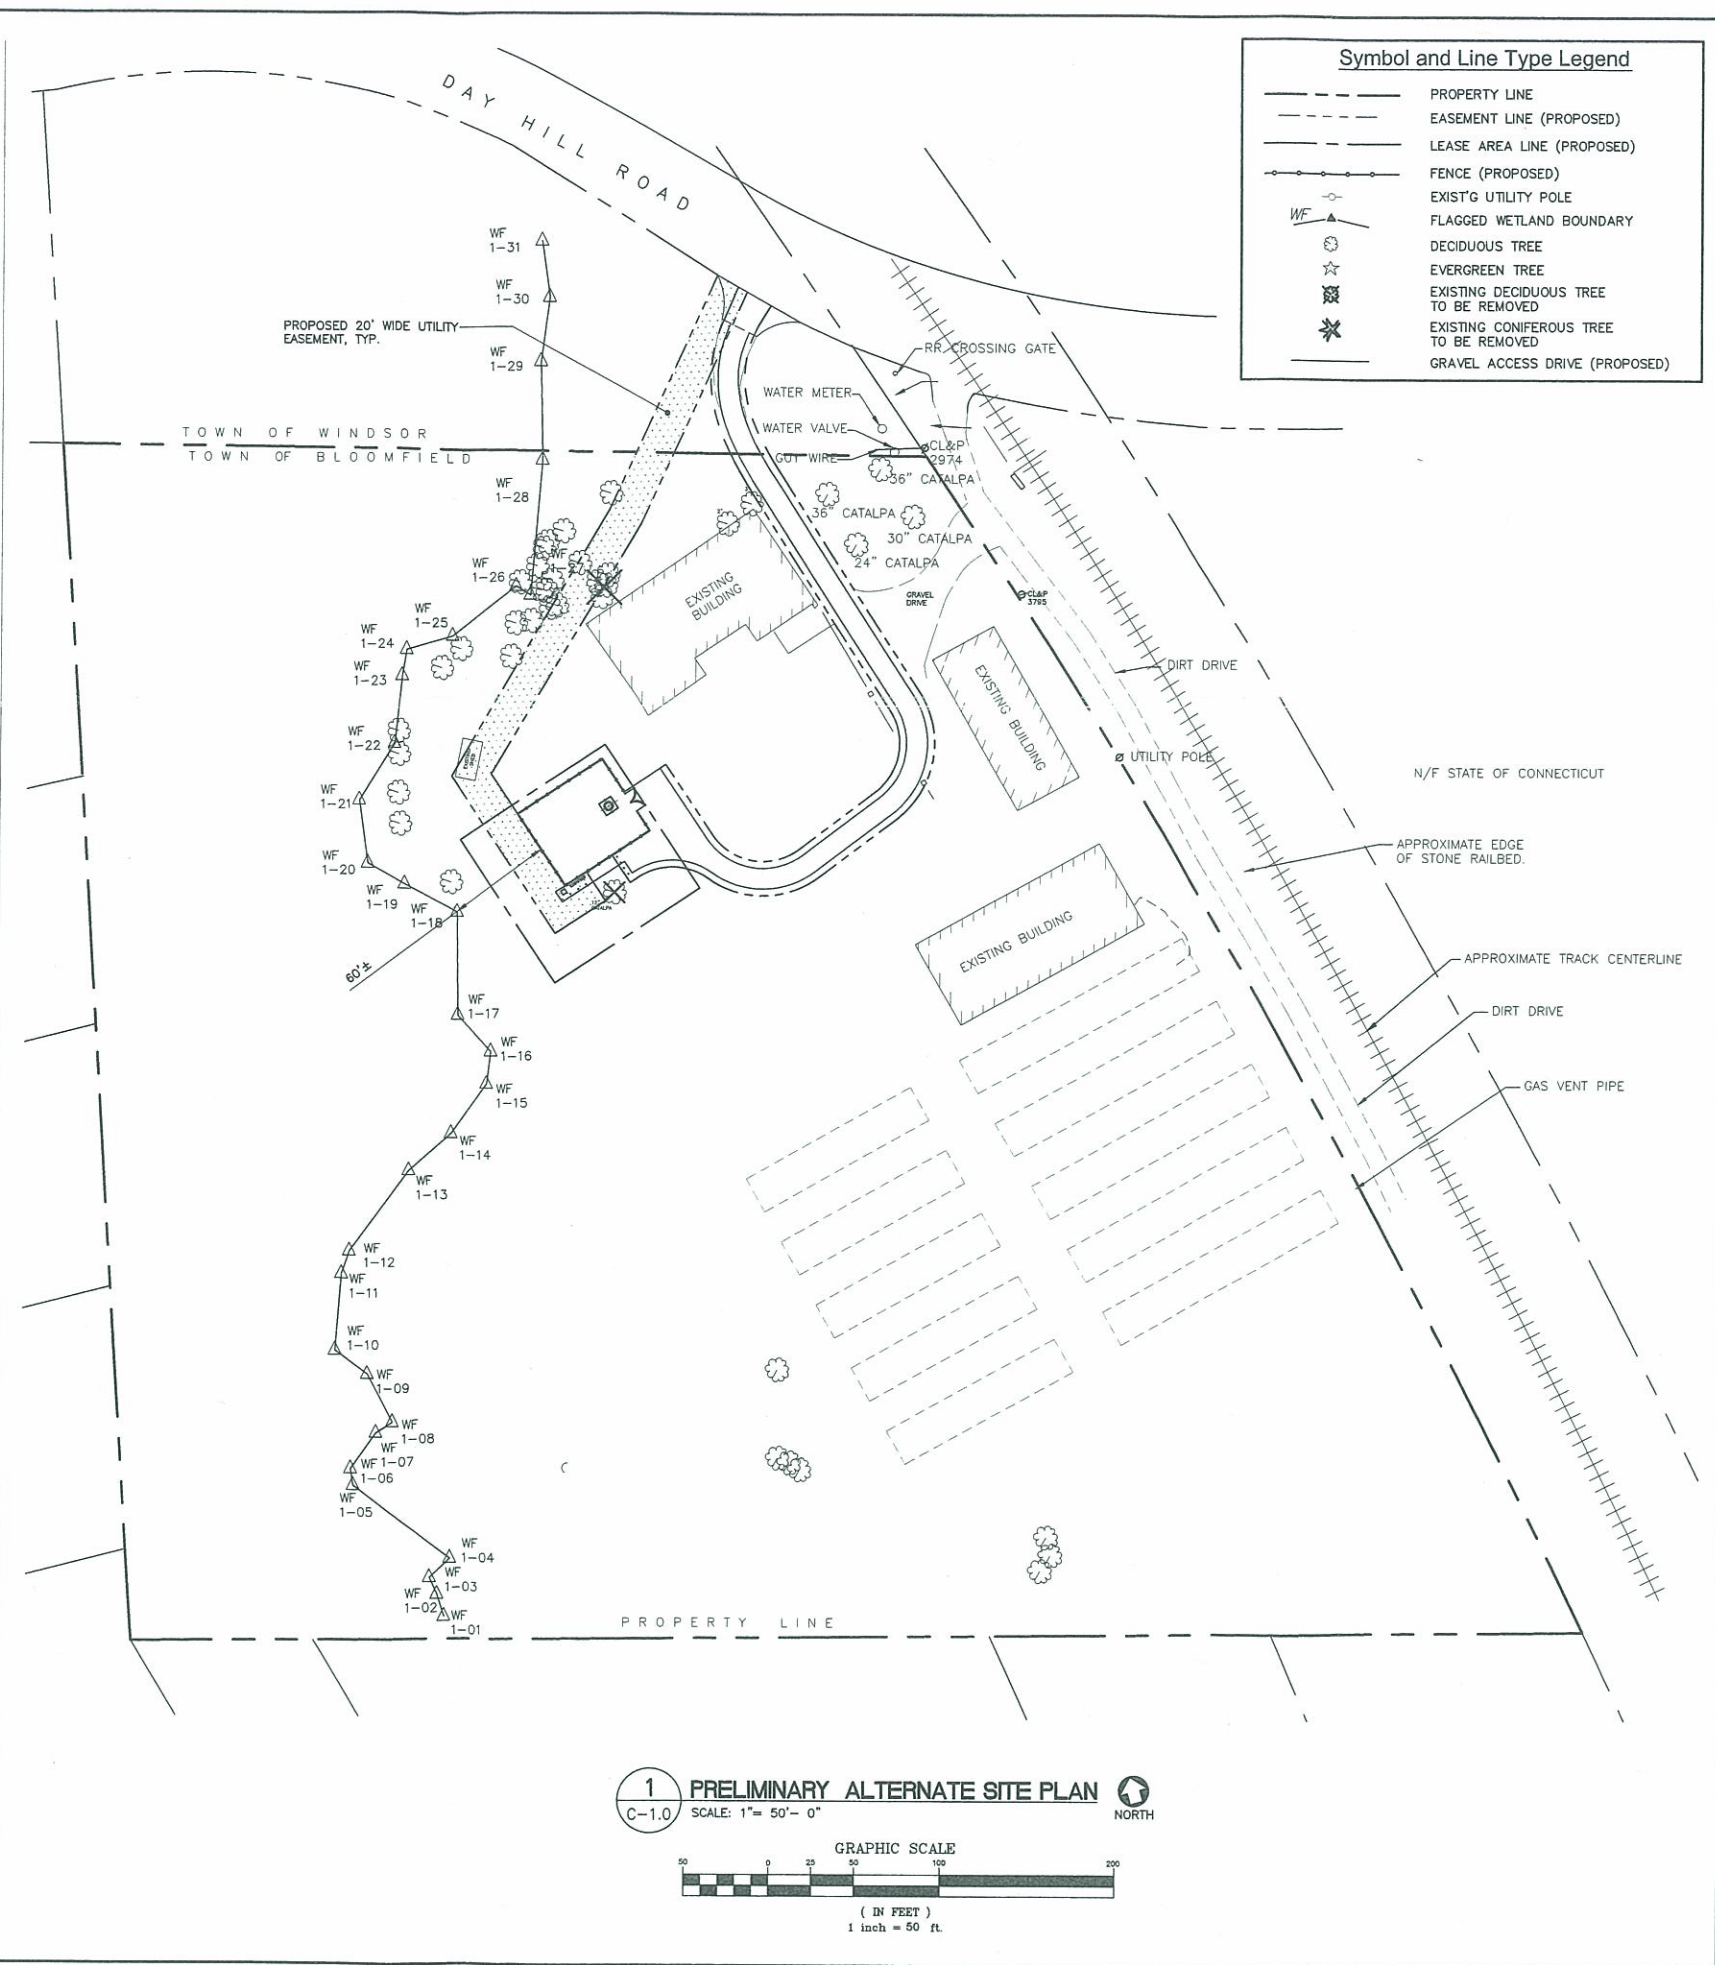 Symbol and Line Type Legend
PROPERTY LINE
EASEMENT LINE (PROPOSED)
LEASE AREA LINE (PROPOSED)
FENCE (PROPOSED)
EXIST'G UTILITY POLE
WF
FLAGGED WETLAND BOUNDARY
DECIDUOUS TREE
EVERGREEN TREE
EXISTING DECIDUOUS TREE
TO BE REMOVED
EXISTING CONIFEROUS TREE
TO BE REMOVED
GRAVEL ACCESS DRIVE (PROPOSED)
DAY HILL ROAD
WF
1-31
WF
1-30
PROPOSED 20' WIDE UTILITY
EASEMENT, TYP.
WF
1-29
RR. CROSSING GATE
WATER METER
WATER VALVE
GUY WIRE
CL&P
2974
TOWN OF WINDSOR
TOWN OF BLOOMFIELD
WF
1-28
36" CATALPA
36" CATALPA
30" CATALPA
24" CATALPA
WF
1-27
WF
1-26
EXISTING
BUILDING
GRAVEL
DRIVE
CL&P
3795
WF
1-25
WF
1-24
WF
1-23
DIRT DRIVE
EXISTING BUILDING
WF
1-22
UTILITY POLE
N/F STATE OF CONNECTICUT
WF
1-21
WF
1-20
APPROXIMATE EDGE
OF STONE RAILBED.
WF
1-19
WF
1-18
CATALPA
EXISTING BUILDING
60'±
APPROXIMATE TRACK CENTERLINE
WF
1-17
DIRT DRIVE
WF
1-16
WF
1-15
GAS VENT PIPE
WF
1-14
WF
1-13
WF
1-12
WF
1-11
WF
1-10
WF
1-09
WF
1-08
WF
1-07
WF
1-06
WF
1-05
WF
1-04
WF
1-03
WF
1-02
WF
1-01
PROPERTY LINE
1
C-1.0
PRELIMINARY ALTERNATE SITE PLAN
SCALE: 1"= 50'- 0"
NORTH
GRAPHIC SCALE
50 0 25 50 100 200
( IN FEET )
1 inch = 50 ft.